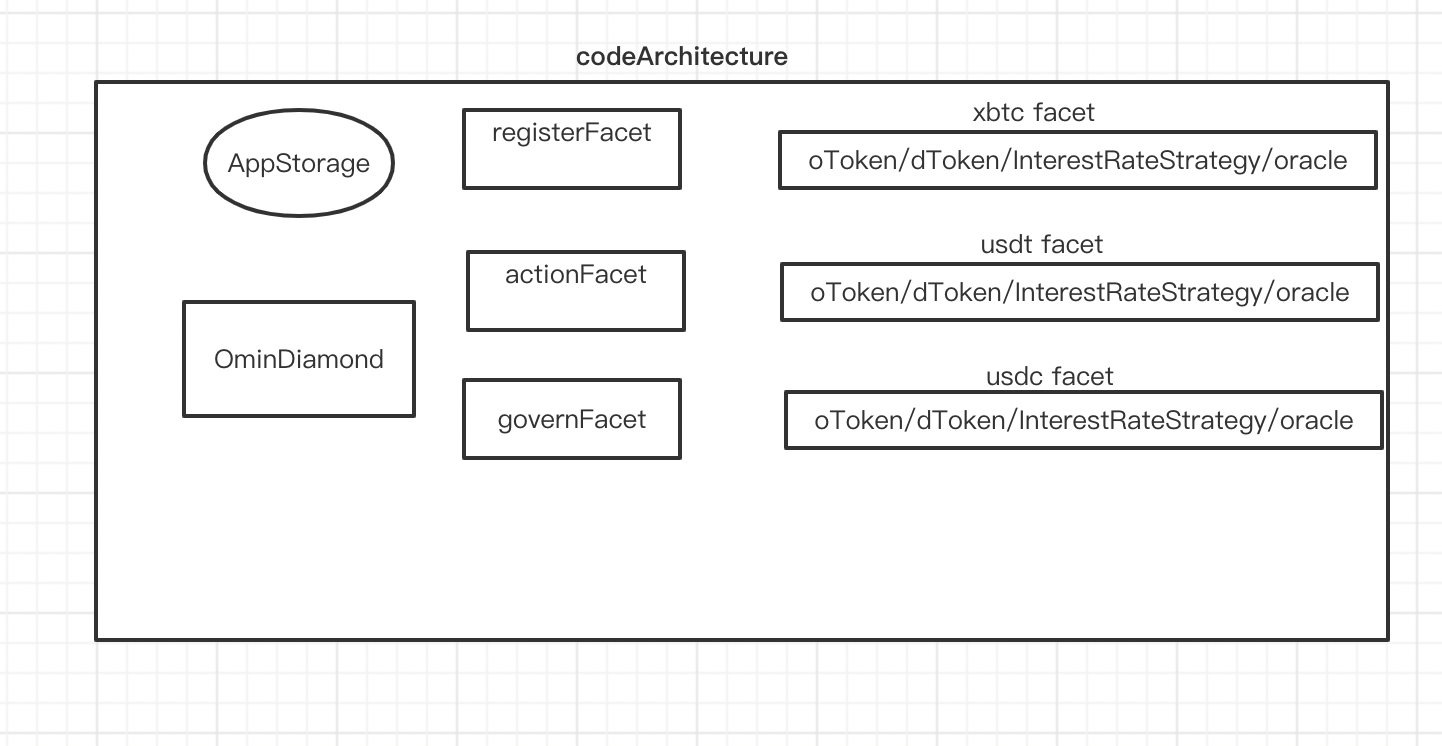 codeArchitecture
AppStorage
registerFacet
xbtc facet
oToken/dToken/InterestRateStrategy/oracle
actionFacet
usdt facet
oToken/dToken/InterestRateStrategy/oracle
OminDiamond
governFacet
usdc facet
oToken/dToken/InterestRateStrategy/oracle